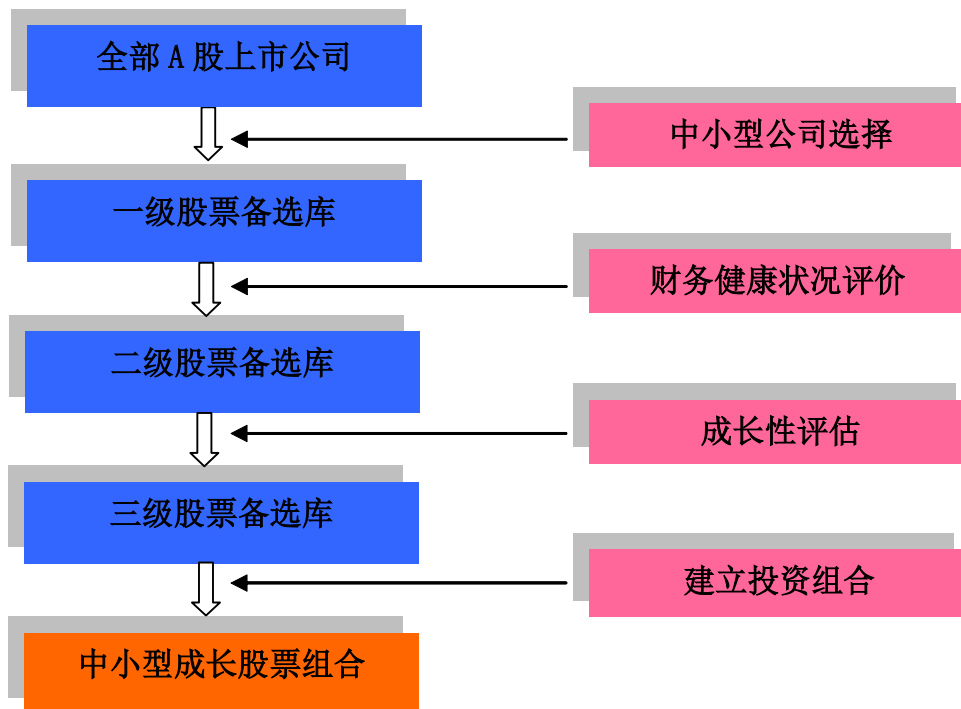 全部 A 股上市公司
中小型公司选择
一级股票备选库
财务健康状况评价
二级股票备选库
成长性评估
三级股票备选库
建立投资组合
中小型成长股票组合